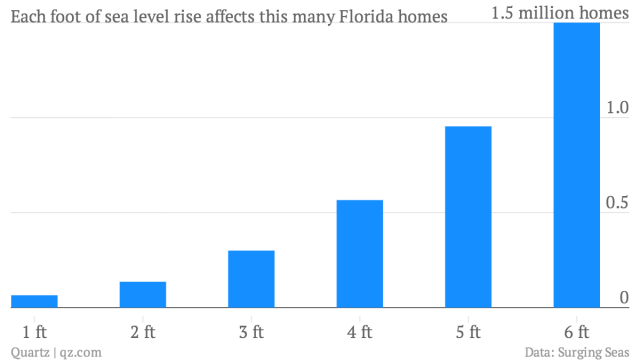 Each foot of sea level rise affects this many Florida homes
1.5 million homes
1.0
0.5
0
1 ft 2 ft 3 ft 4 ft 5 ft 6 ft
Quartz | qz.com
Data: Surging Seas